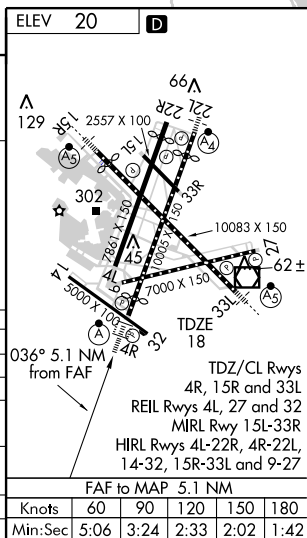 ELEV 20 D
66
129
15R
2557 X 100
22R
22L
A5
15L
A4
302
33R
7861 X 150
10005 X 150
10083 X 150
45
4L
9
27
62 ±
7000 X 150
14
5000 X 100
33L
A5
A
4R
32
TDZE
18
036° 5.1 NM
from FAF
TDZ/CL Rwys
4R, 15R and 33L
REIL Rwys 4L, 27 and 32
MIRL Rwy 15L-33R
HIRL Rwys 4L-22R, 4R-22L,
14-32, 15R-33L and 9-27
FAF to MAP 5.1 NM
Knots 60 90 120 150 180
Min:Sec 5:06 3:24 2:33 2:02 1:42